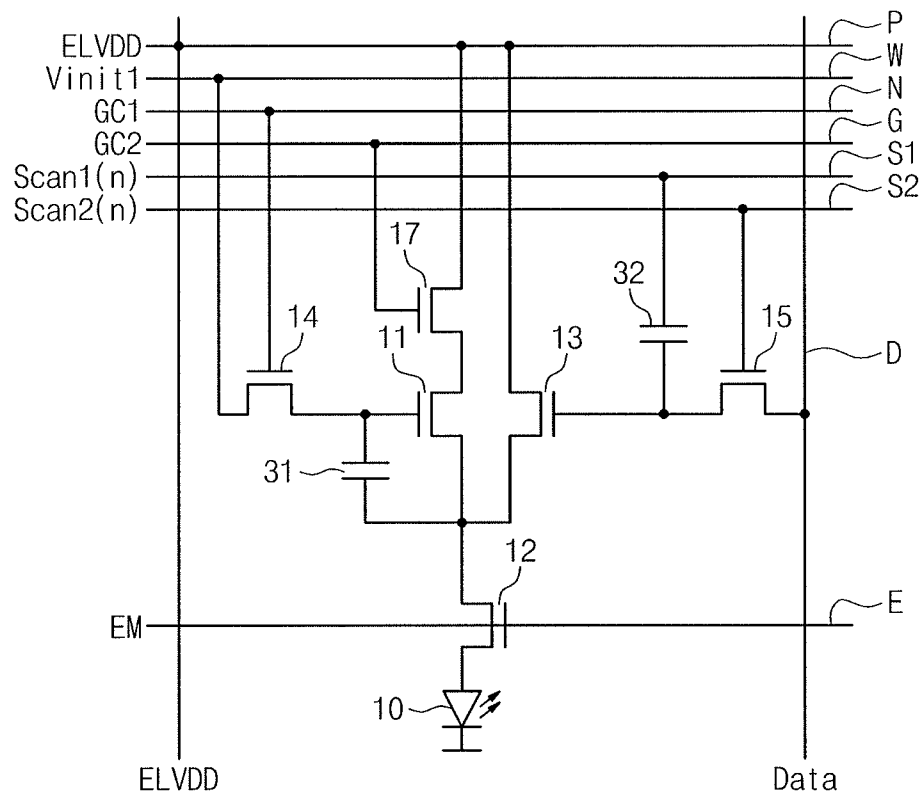 ELVDD
P
Vinit1
W
GC1
N
GC2
G
Scan1(n)
S1
Scan2(n)
S2
17
32
14
11
13
15
D
31
12
EM
E
10
ELVDD
Data